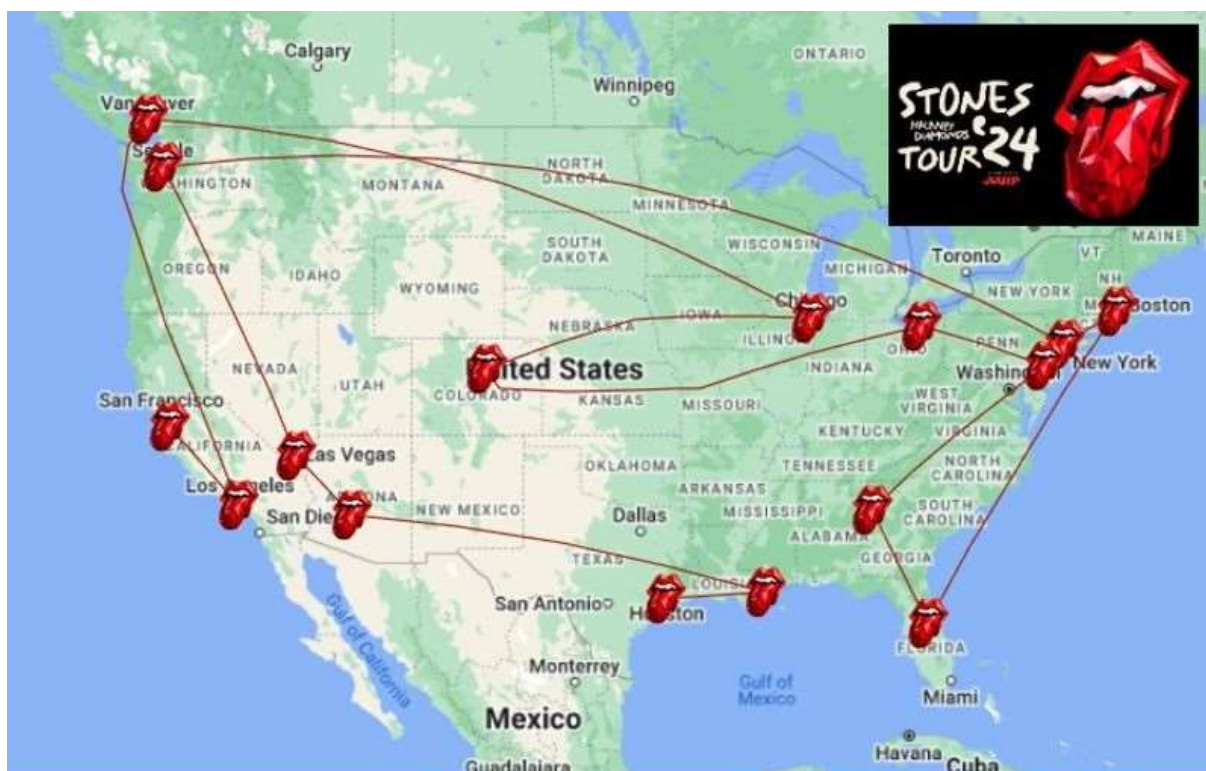 Calgary
ONTARIO
Winnipeg
STONES
HACKNEY
DIAMONDS
TOUR '24
AARP
NORTH
DAKOTA
WASHINGTON
MONTANA
MINNESOTA
MAINE
SOUTH
DAKOTA
WISCONSIN
VT
Toronto
OREGON
IDAHO
MICHIGAN
NH
WYOMING
NEW YORK
Boston
IOWA
NEBRASKA
PENN
NEVADA
United States
INDIANA
New York
UTAH
COLORADO
KANSAS
MISSOURI
WEST
VIRGINIA
San Francisco
KENTUCKY
VIRGINIA
CALIFORNIA
Las Vegas
OKLAHOMA
TENNESSEE
NORTH
CAROLINA
Los Angeles
ARIZONA
ARKANSAS
NEW MEXICO
SOUTH
CAROLINA
Dallas
MISSISSIPPI
ALABAMA
GEORGIA
TEXAS
San Antonio
Houston
FLORIDA
Gulf of California
Monterrey
Gulf of
Mexico
Miami
Mexico
Havana
Cuba
Guadalajara